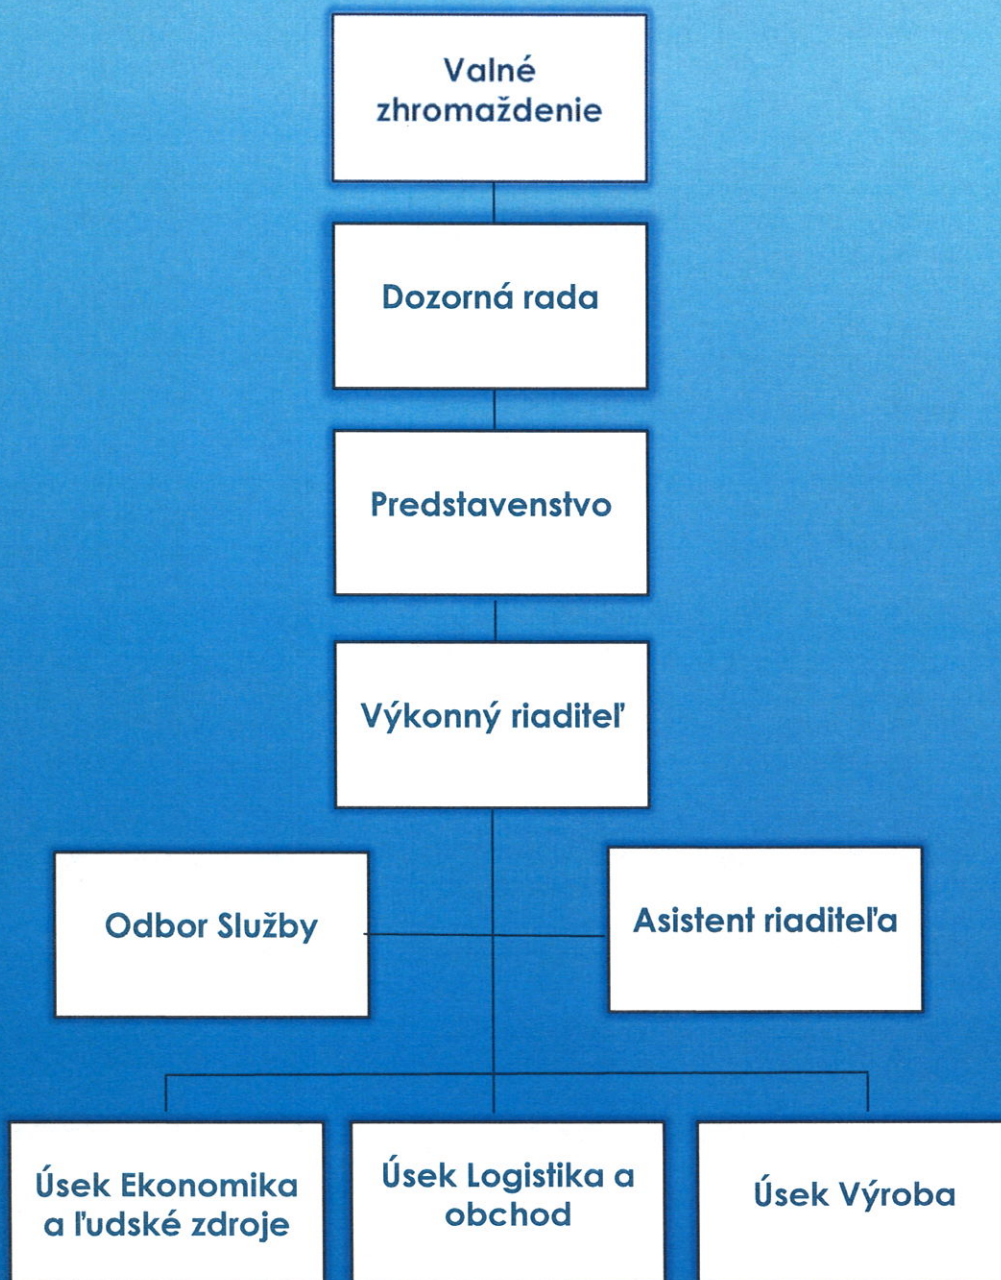 Valné
zhromaždenie
Dozorná rada
Predstavenstvo
Výkonný riaditeľ
Odbor Služby
Asistent riaditeľa
Úsek Ekonomika
a ľudské zdroje
Úsek Logistika a
obchod
Úsek Výroba